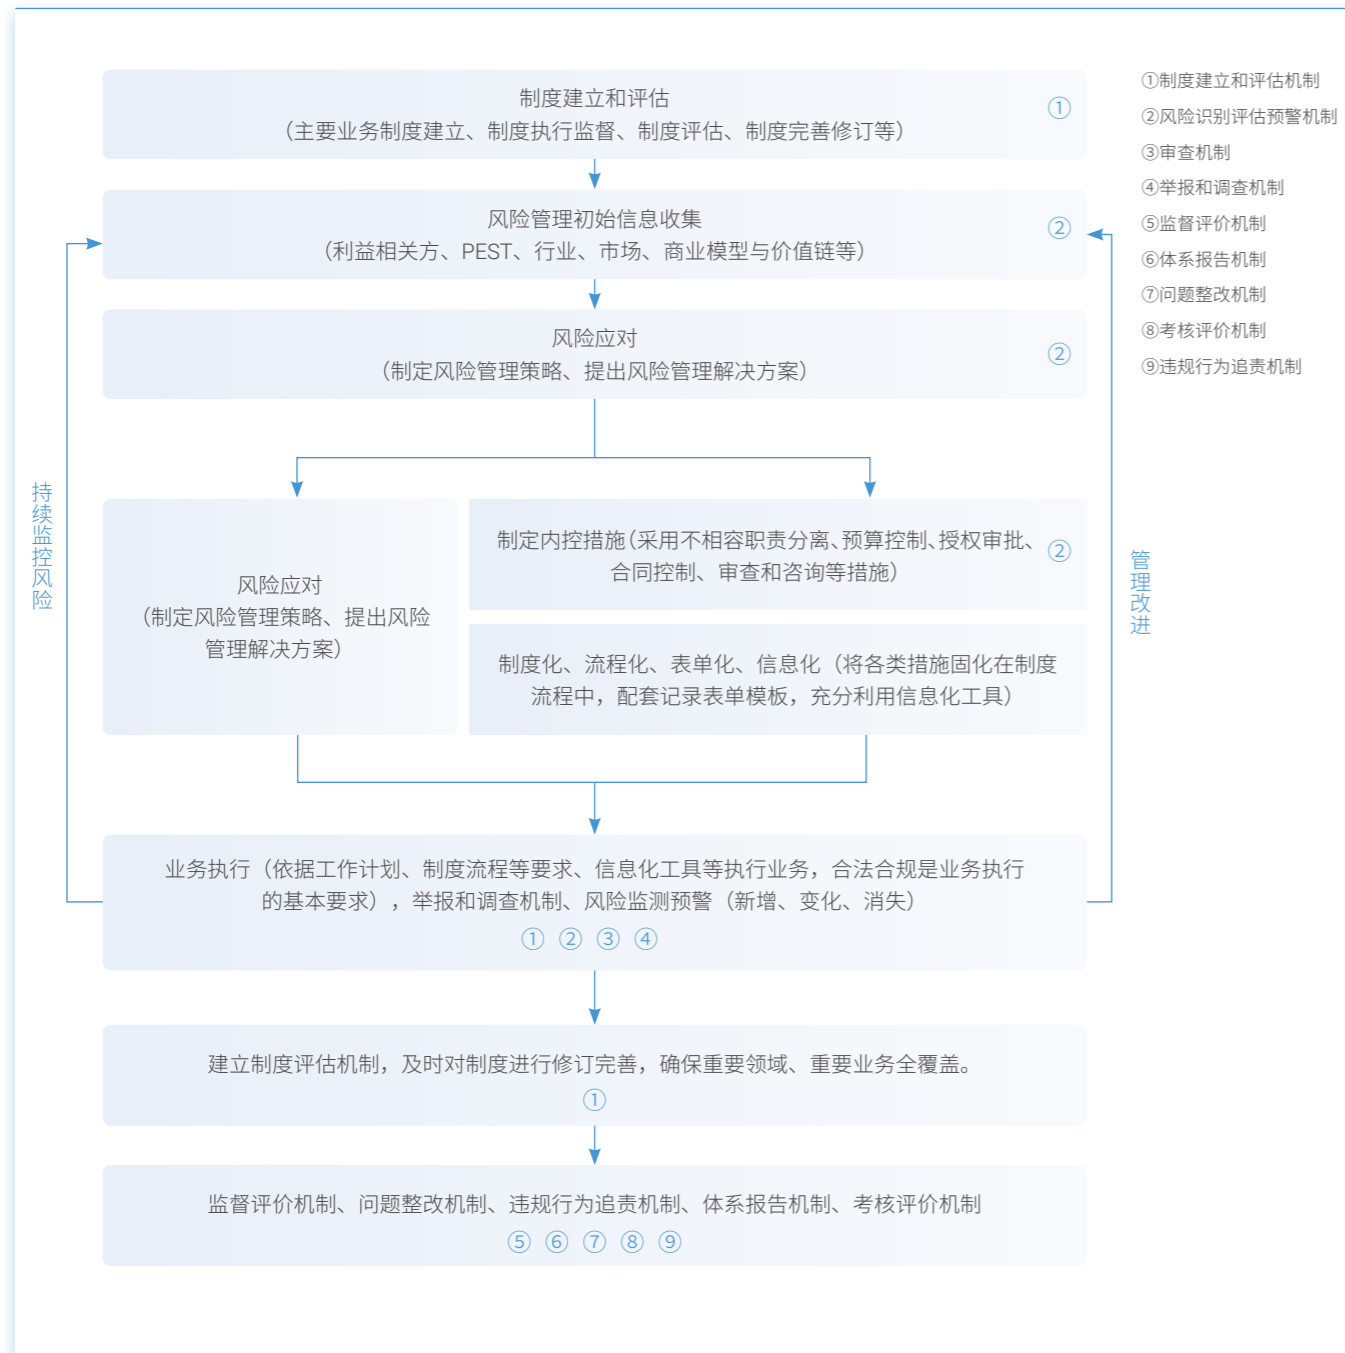 制度建立和评估
（主要业务制度建立、制度执行监督、制度评估、制度完善修订等）
①
风险管理初始信息收集
（利益相关方、PEST、行业、市场、商业模型与价值链等）
②
风险应对
（制定风险管理策略、提出风险管理解决方案）
②
风险应对
（制定风险管理策略、提出风险
管理解决方案）
制定内控措施（采用不相容职责分离、预算控制、授权审批、
合同控制、审查和咨询等措施）
②
制度化、流程化、表单化、信息化（将各类措施固化在制度
流程中，配套记录表单模板，充分利用信息化工具）
业务执行（依据工作计划、制度流程等要求、信息化工具等执行业务，合法合规是业务执行
的基本要求），举报和调查机制、风险监测预警（新增、变化、消失）
① ② ③ ④
建立制度评估机制，及时对制度进行修订完善，确保重要领域、重要业务全覆盖。
①
监督评价机制、问题整改机制、违规行为追责机制、体系报告机制、考核评价机制
⑤ ⑥ ⑦ ⑧ ⑨
持续监控风险
管理改进
①制度建立和评估机制
②风险识别评估预警机制
③审查机制
④举报和调查机制
⑤监督评价机制
⑥体系报告机制
⑦问题整改机制
⑧考核评价机制
⑨违规行为追责机制